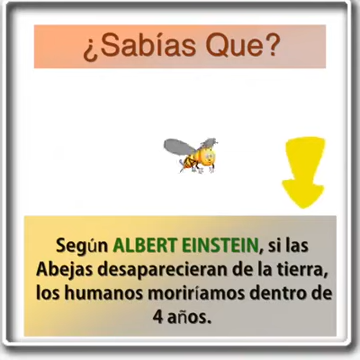 ¿Sabías Que?
Según ALBERT EINSTEIN, si las
Abejas desaparecieran de la tierra,
los humanos moriríamos dentro de
4 años.